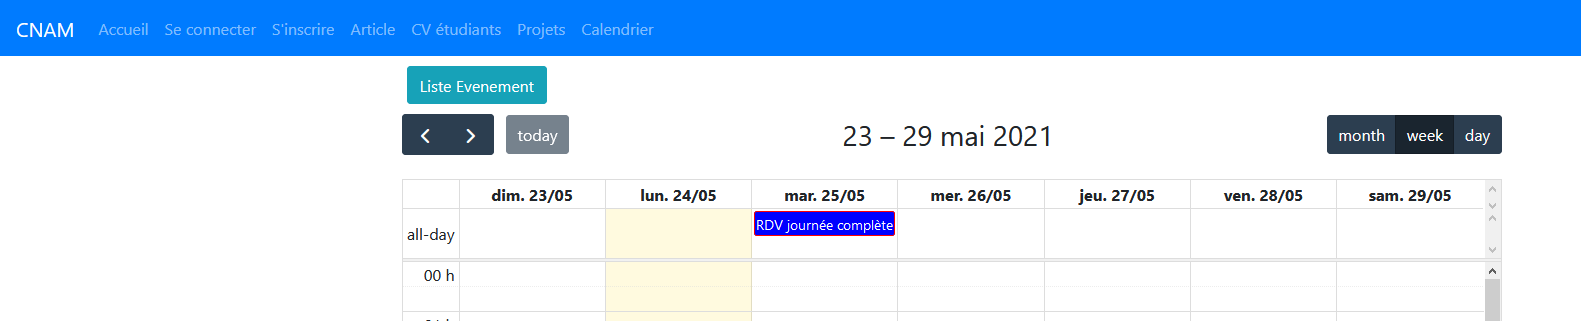 CNAM Accueil Se connecter S'inscrire Article CV étudiants Projets Calendrier
Liste Evenement
today 23 – 29 mai 2021 month week day
dim. 23/05 lun. 24/05 mar. 25/05 mer. 26/05 jeu. 27/05 ven. 28/05 sam. 29/05
all-day RDV journée complète
00 h